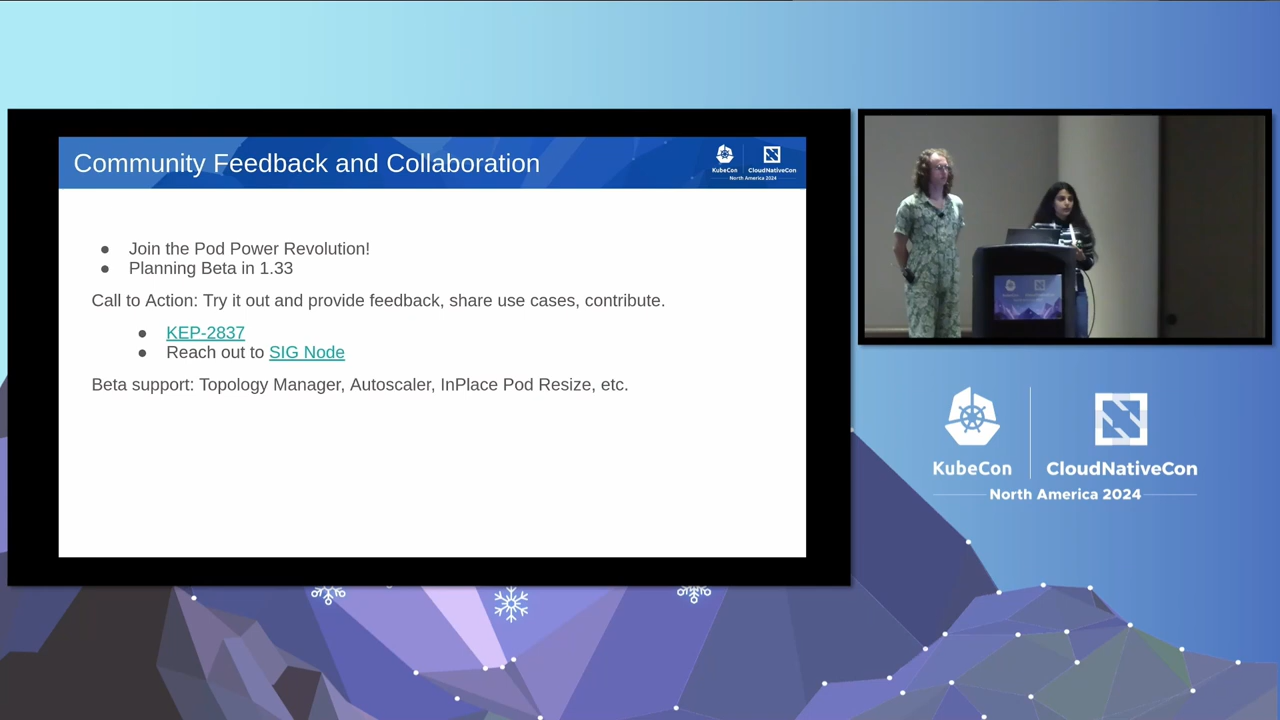 Community Feedback and Collaboration
KubeCon
CloudNativeCon
North America 2024
● Join the Pod Power Revolution!
● Planning Beta in 1.33
Call to Action: Try it out and provide feedback, share use cases, contribute.
● KEP-2837
● Reach out to SIG Node
Beta support: Topology Manager, Autoscaler, InPlace Pod Resize, etc.
KubeCon
CloudNativeCon
North America 2024